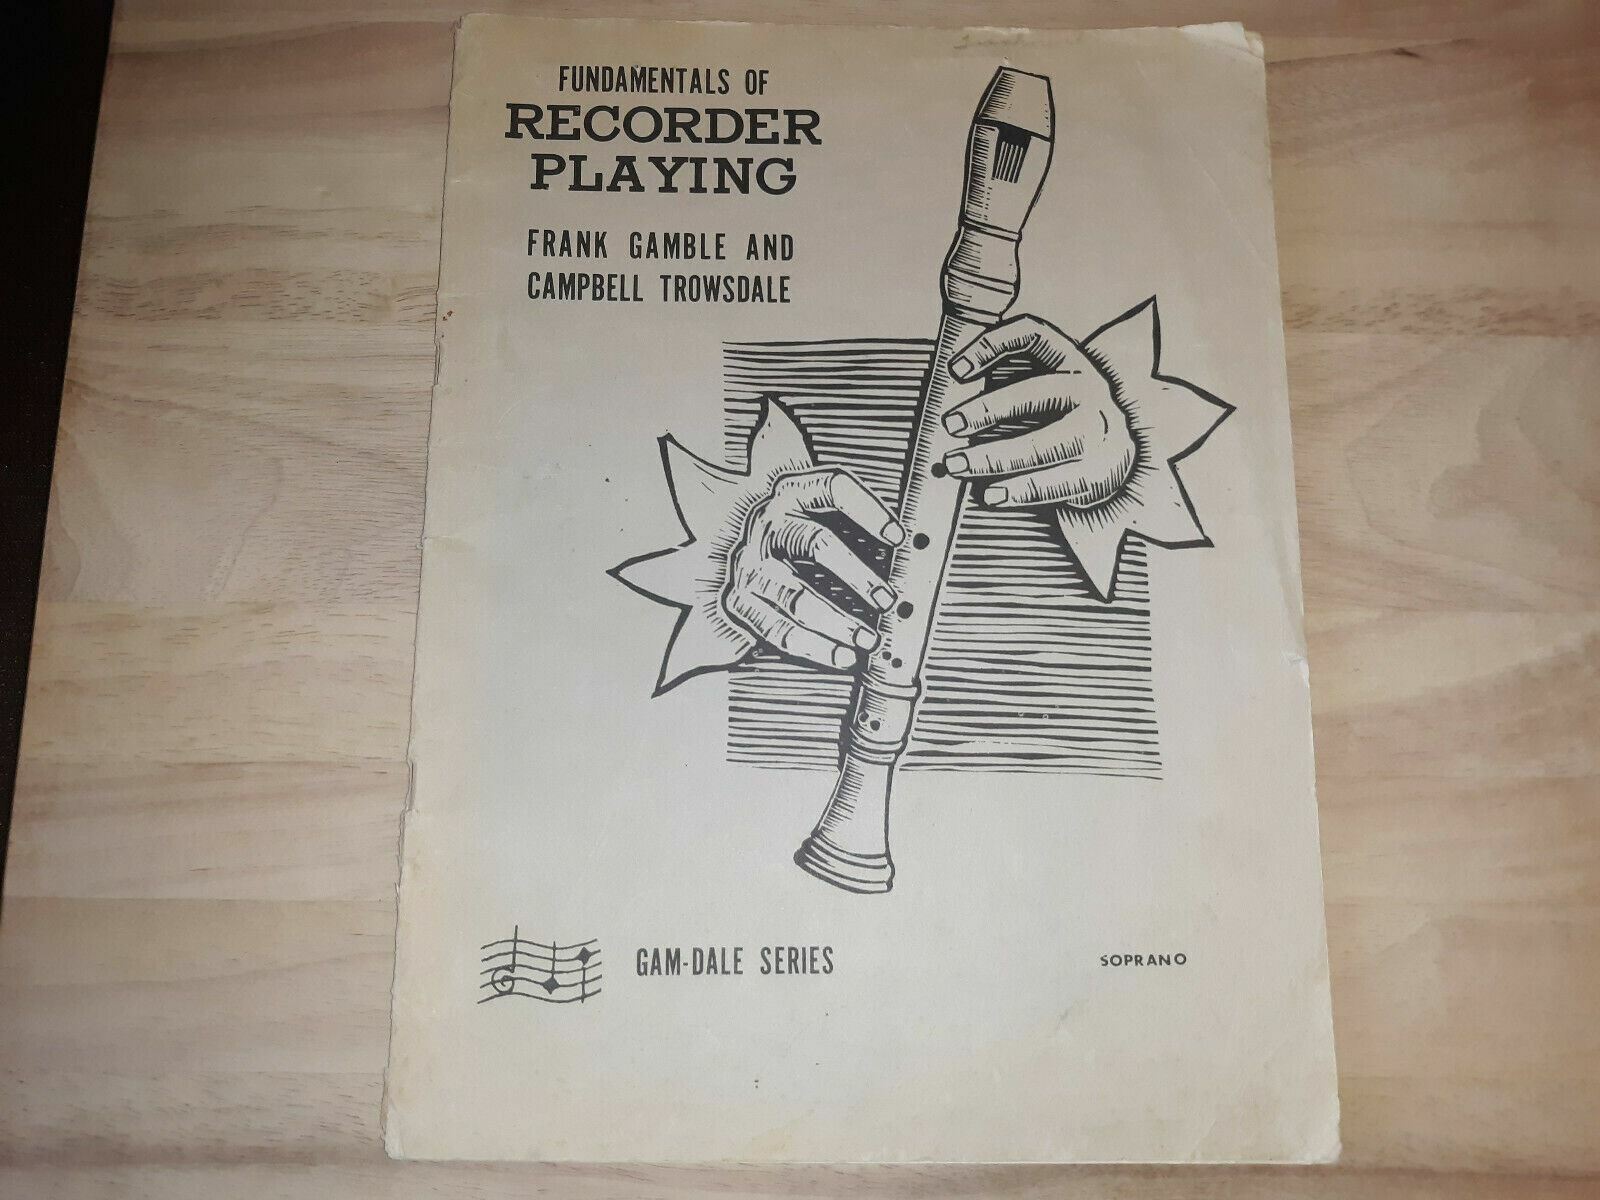 FUNDAMENTALS OF
RECORDER
PLAYING
FRANK GAMBLE AND
CAMPBELL TROWSDALE
GAM-DALE SERIES
SOPRANO